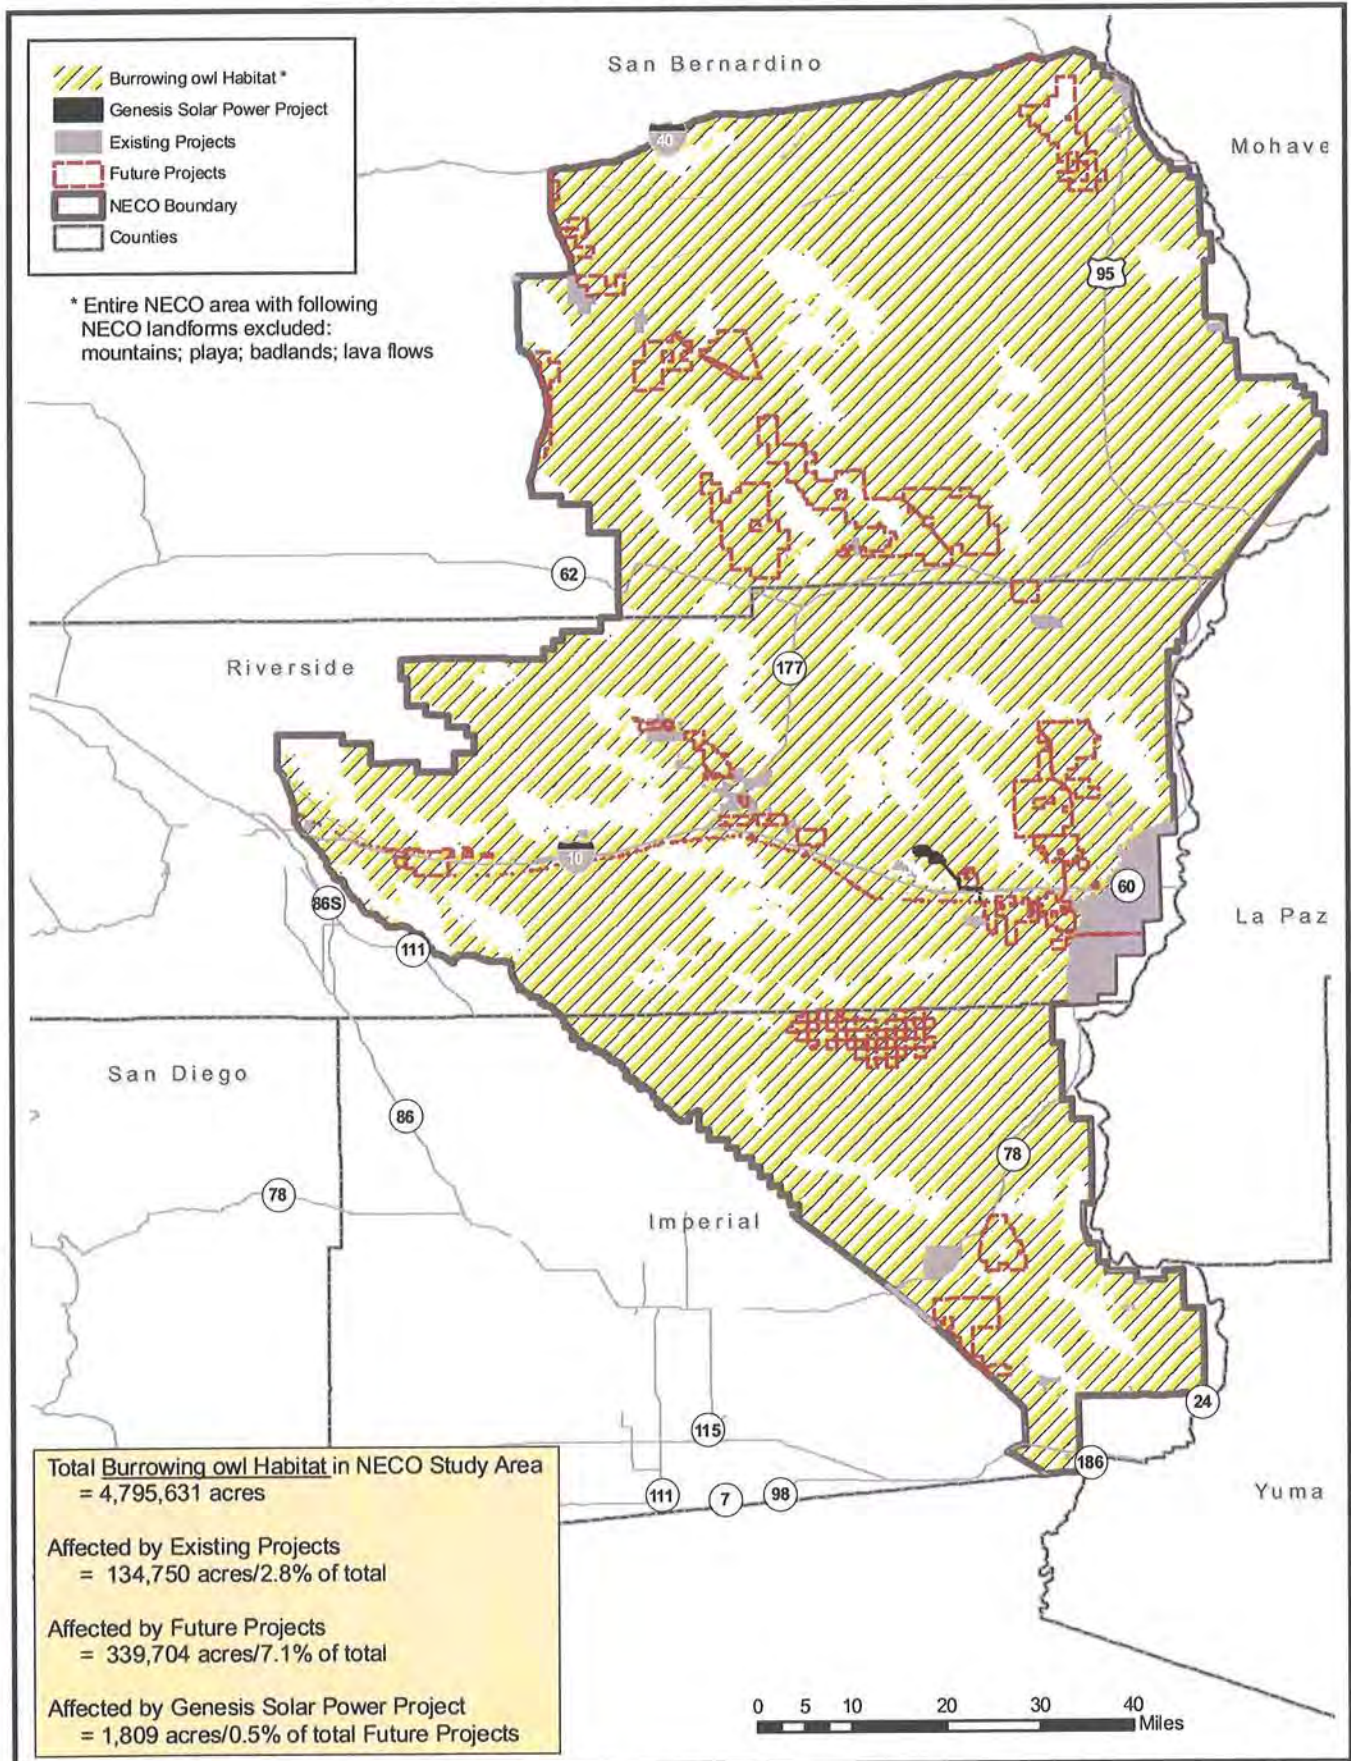 San Bernardino
Burrowing owl Habitat *
Genesis Solar Power Project
Existing Projects
Future Projects
NECO Boundary
Counties
* Entire NECO area with following
NECO landforms excluded:
mountains; playa; badlands; lava flows
40
Mohave
95
62
Riverside
177
10
60
86S
111
La Paz
San Diego
86
78
78
Imperial
24
115
186
111
7
98
Yuma
Total Burrowing owl Habitat in NECO Study Area
= 4,795,631 acres
Affected by Existing Projects
= 134,750 acres/2.8% of total
Affected by Future Projects
= 339,704 acres/7.1% of total
Affected by Genesis Solar Power Project
= 1,809 acres/0.5% of total Future Projects
0 5 10 20 30 40
Miles